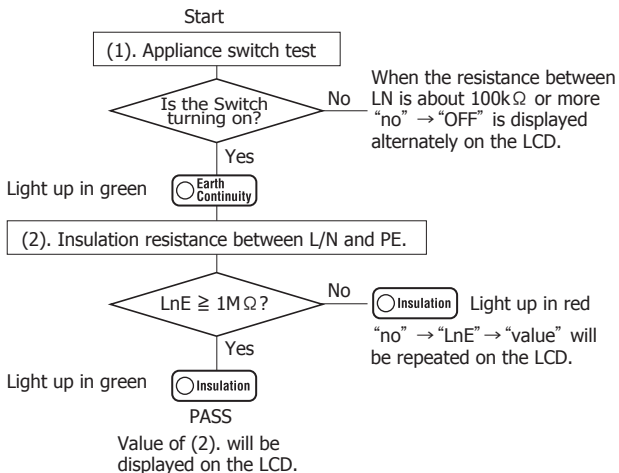 Start
(1). Appliance switch test
Is the Switch
turning on?
No
When the resistance between
LN is about 100kΩ or more
“no” →“OFF” is displayed
alternately on the LCD.
Yes
Light up in green
Earth
Continuity
(2). Insulation resistance between L/N and PE.
LnE ≧ 1MΩ?
No
Insulation
Light up in red
“no” →“LnE”→“value” will
be repeated on the LCD.
Yes
Light up in green
Insulation
PASS
Value of (2). will be
displayed on the LCD.